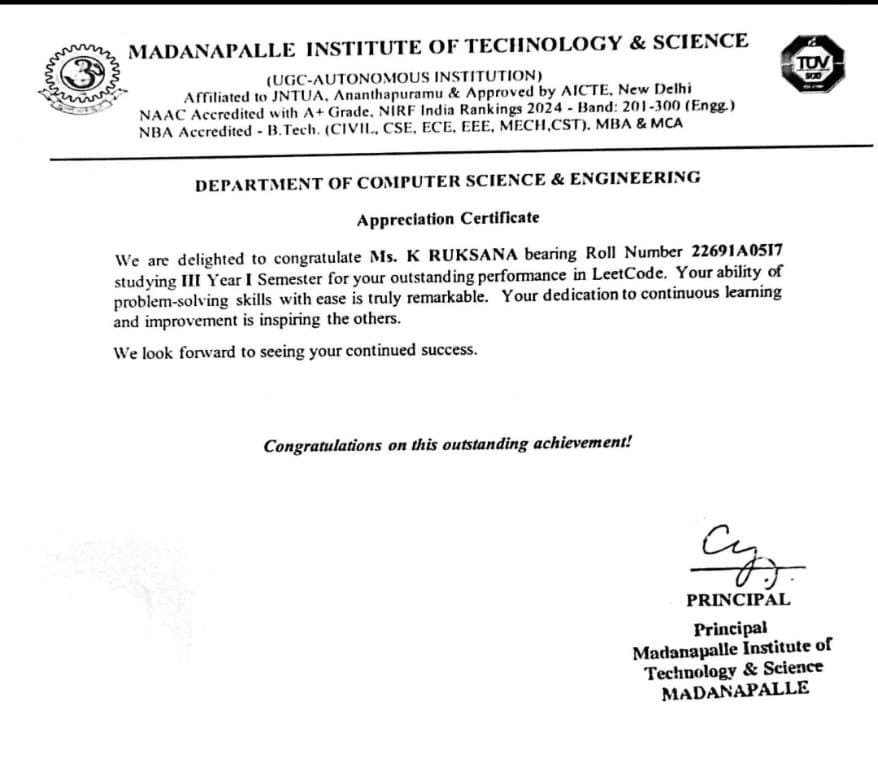 MADANAPALLE INSTITUTE OF TECHNOLOGY & SCIENCE
(UGC-AUTONOMOUS INSTITUTION)
Affiliated to JNTUA, Ananthapuramu & Approved by AICTE, New Delhi
NAAC Accredited with A+ Grade, NIRF India Rankings 2024 - Band: 201-300 (Engg.)
NBA Accredited - B.Tech. (CIVIL, CSE, ECE, EEE, MECH,CST), MBA & MCA
TUV
SUD
DEPARTMENT OF COMPUTER SCIENCE & ENGINEERING
Appreciation Certificate
We are delighted to congratulate Ms. K RUKSANA bearing Roll Number 22691A05I7
studying III Year I Semester for your outstanding performance in LeetCode. Your ability of
problem-solving skills with ease is truly remarkable. Your dedication to continuous learning
and improvement is inspiring the others.
We look forward to seeing your continued success.
Congratulations on this outstanding achievement!
PRINCIPAL
Principal
Madanapalle Institute of
Technology & Science
MADANAPALLE